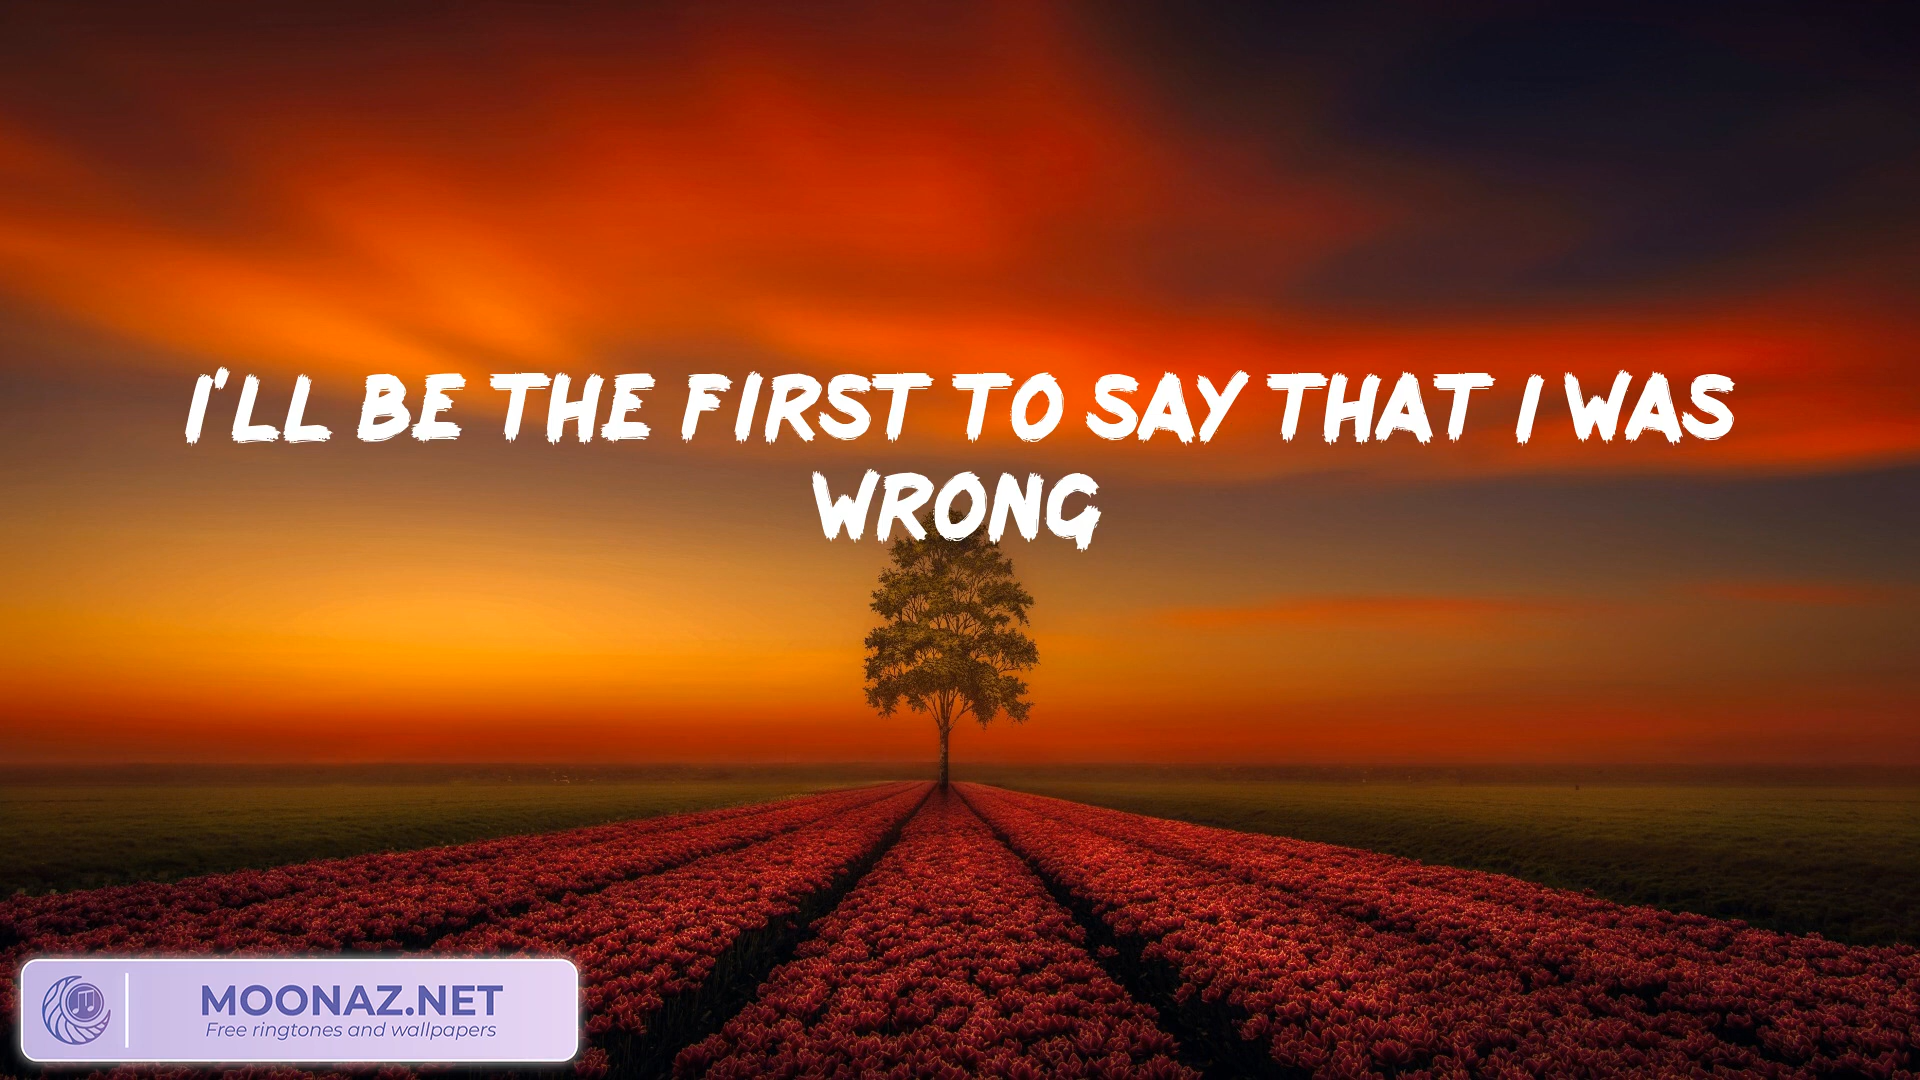 I'LL BE THE FIRST TO SAY THAT I WAS
WRONG
MOONAZ.NET
Free ringtones and wallpapers